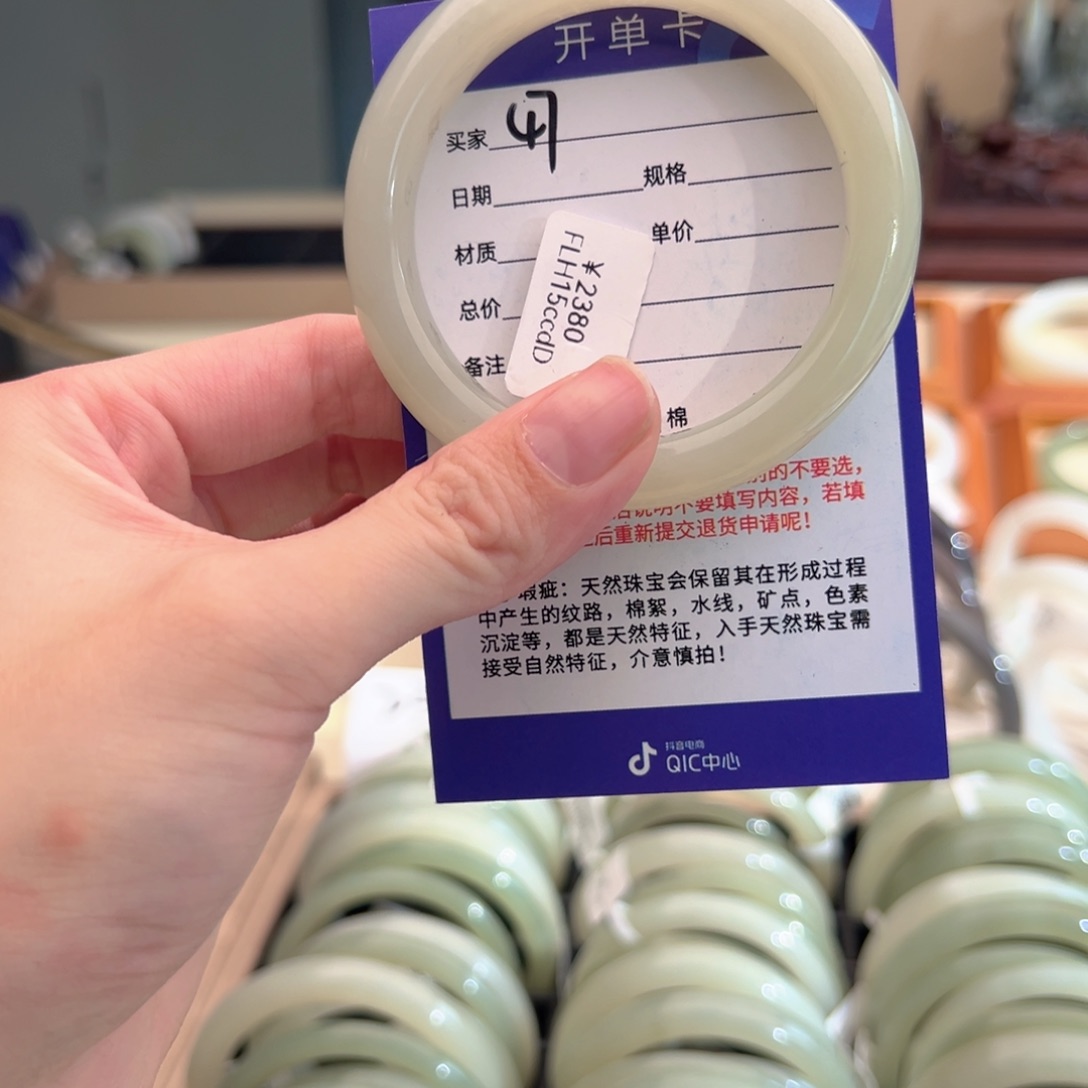 开单卡
买家
日期 规格
材质 单价
¥2380
FLH15ccdD
总价
备注
棉
的不要选，
说明不要填写内容，若填
后重新提交退货申请呢！
瑕疵：天然珠宝会保留其在形成过程
中产生的纹路，棉絮，水线，矿点，色素
沉淀等，都是天然特征，入手天然珠宝需
接受自然特征，介意慎拍！
抖音电商
QIC中心